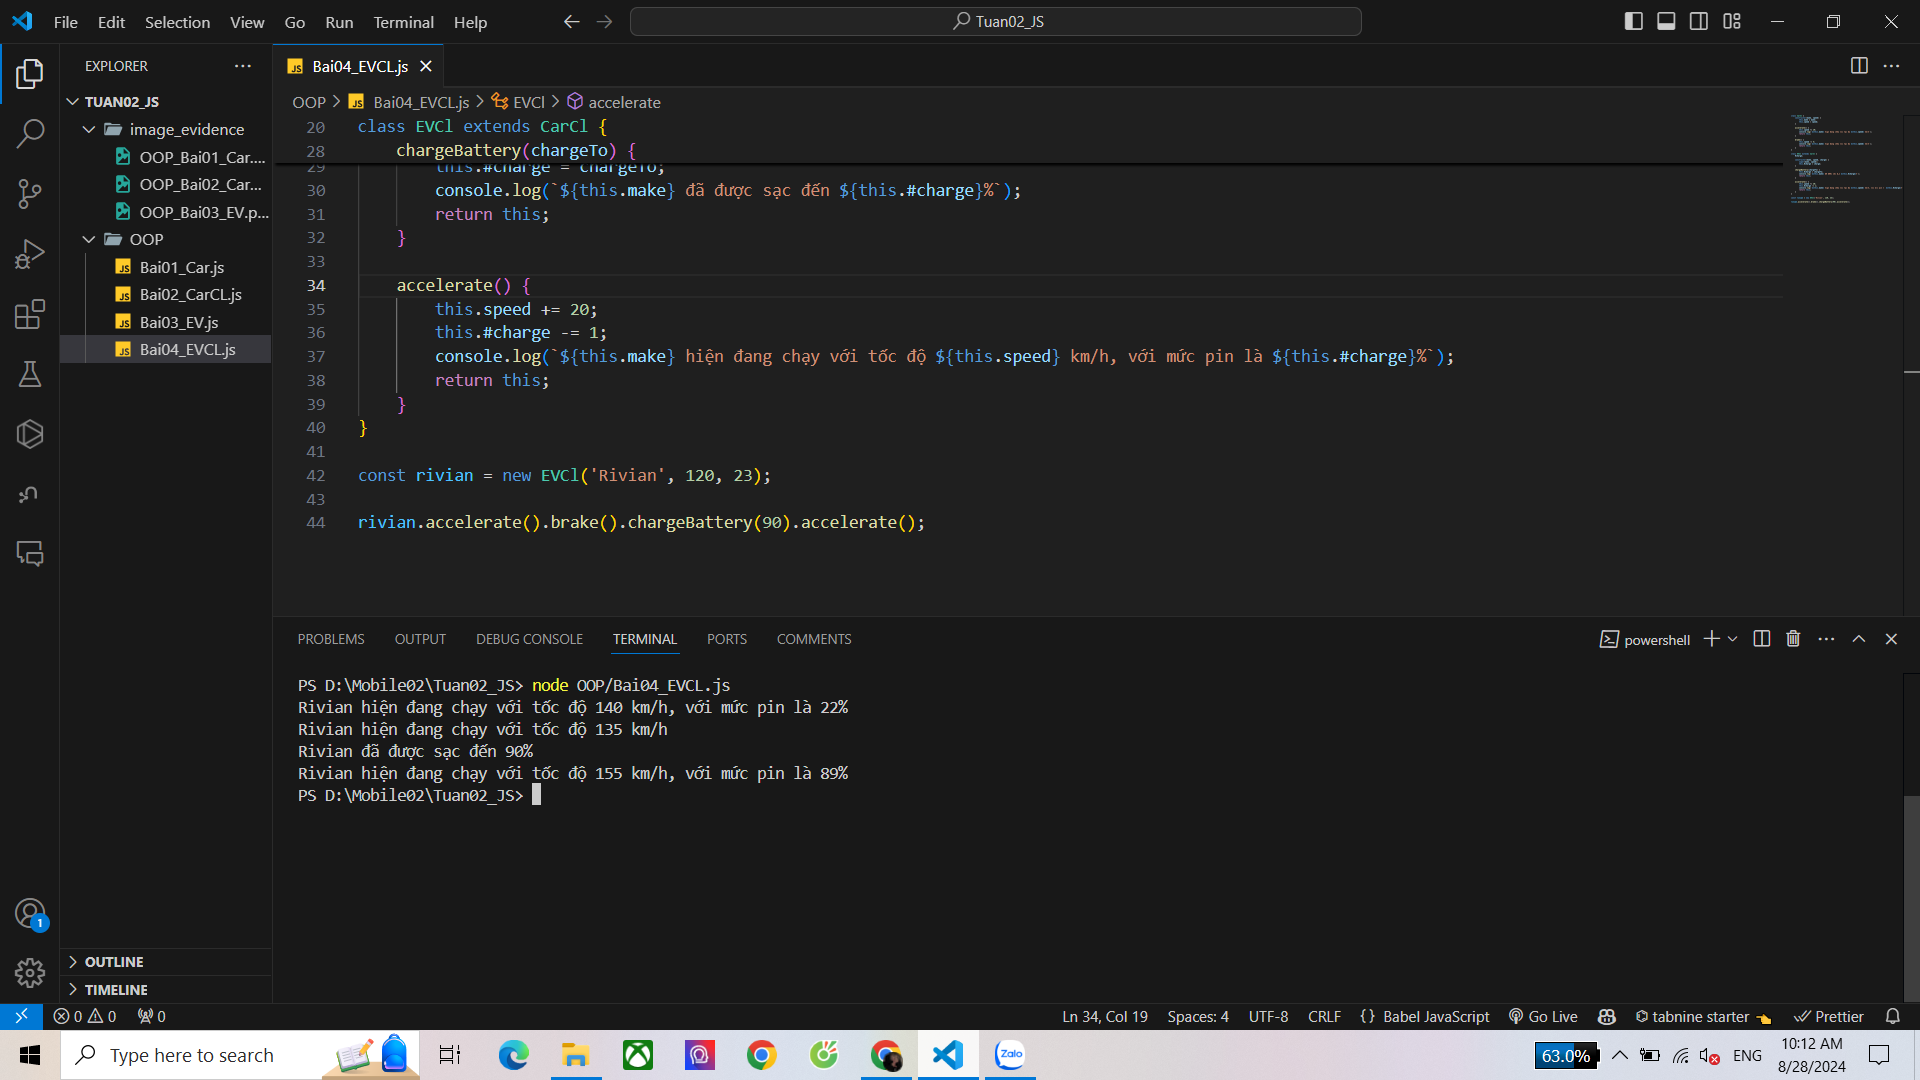 File Edit Selection View Go Run Terminal Help
Tuan02_JS
EXPLORER
TUAN02_JS
image_evidence
OOP_Bai01_Car....
OOP_Bai02_Car...
OOP_Bai03_EV.p...
OOP
Bai01_Car.js
Bai02_CarCL.js
Bai03_EV.js
Bai04_EVCL.js
OUTLINE
TIMELINE
Bai04_EVCL.js
OOP > Bai04_EVCL.js > EVCl > accelerate
20 class EVCl extends CarCl {
28 chargeBattery(chargeTo) {
29 this.#charge = chargeTo;
30 console.log(`${this.make} đã được sạc đến ${this.#charge}%`);
31 return this;
32 }
33
34 accelerate() {
35 this.speed += 20;
36 this.#charge -= 1;
37 console.log(`${this.make} hiện đang chạy với tốc độ ${this.speed} km/h, với mức pin là ${this.#charge}%`);
38 return this;
39 }
40 }
41
42 const rivian = new EVCl('Rivian', 120, 23);
43
44 rivian.accelerate().brake().chargeBattery(90).accelerate();
PROBLEMS OUTPUT DEBUG CONSOLE TERMINAL PORTS COMMENTS
powershell
PS D:\Mobile02\Tuan02_JS> node OOP/Bai04_EVCL.js
Rivian hiện đang chạy với tốc độ 140 km/h, với mức pin là 22%
Rivian hiện đang chạy với tốc độ 135 km/h
Rivian đã được sạc đến 90%
Rivian hiện đang chạy với tốc độ 155 km/h, với mức pin là 89%
PS D:\Mobile02\Tuan02_JS>
1
0 0 0
Ln 34, Col 19 Spaces: 4 UTF-8 CRLF {} Babel JavaScript Go Live tabnine starter Prettier
Type here to search
Zalo
63.0%
ENG
10:12 AM
8/28/2024